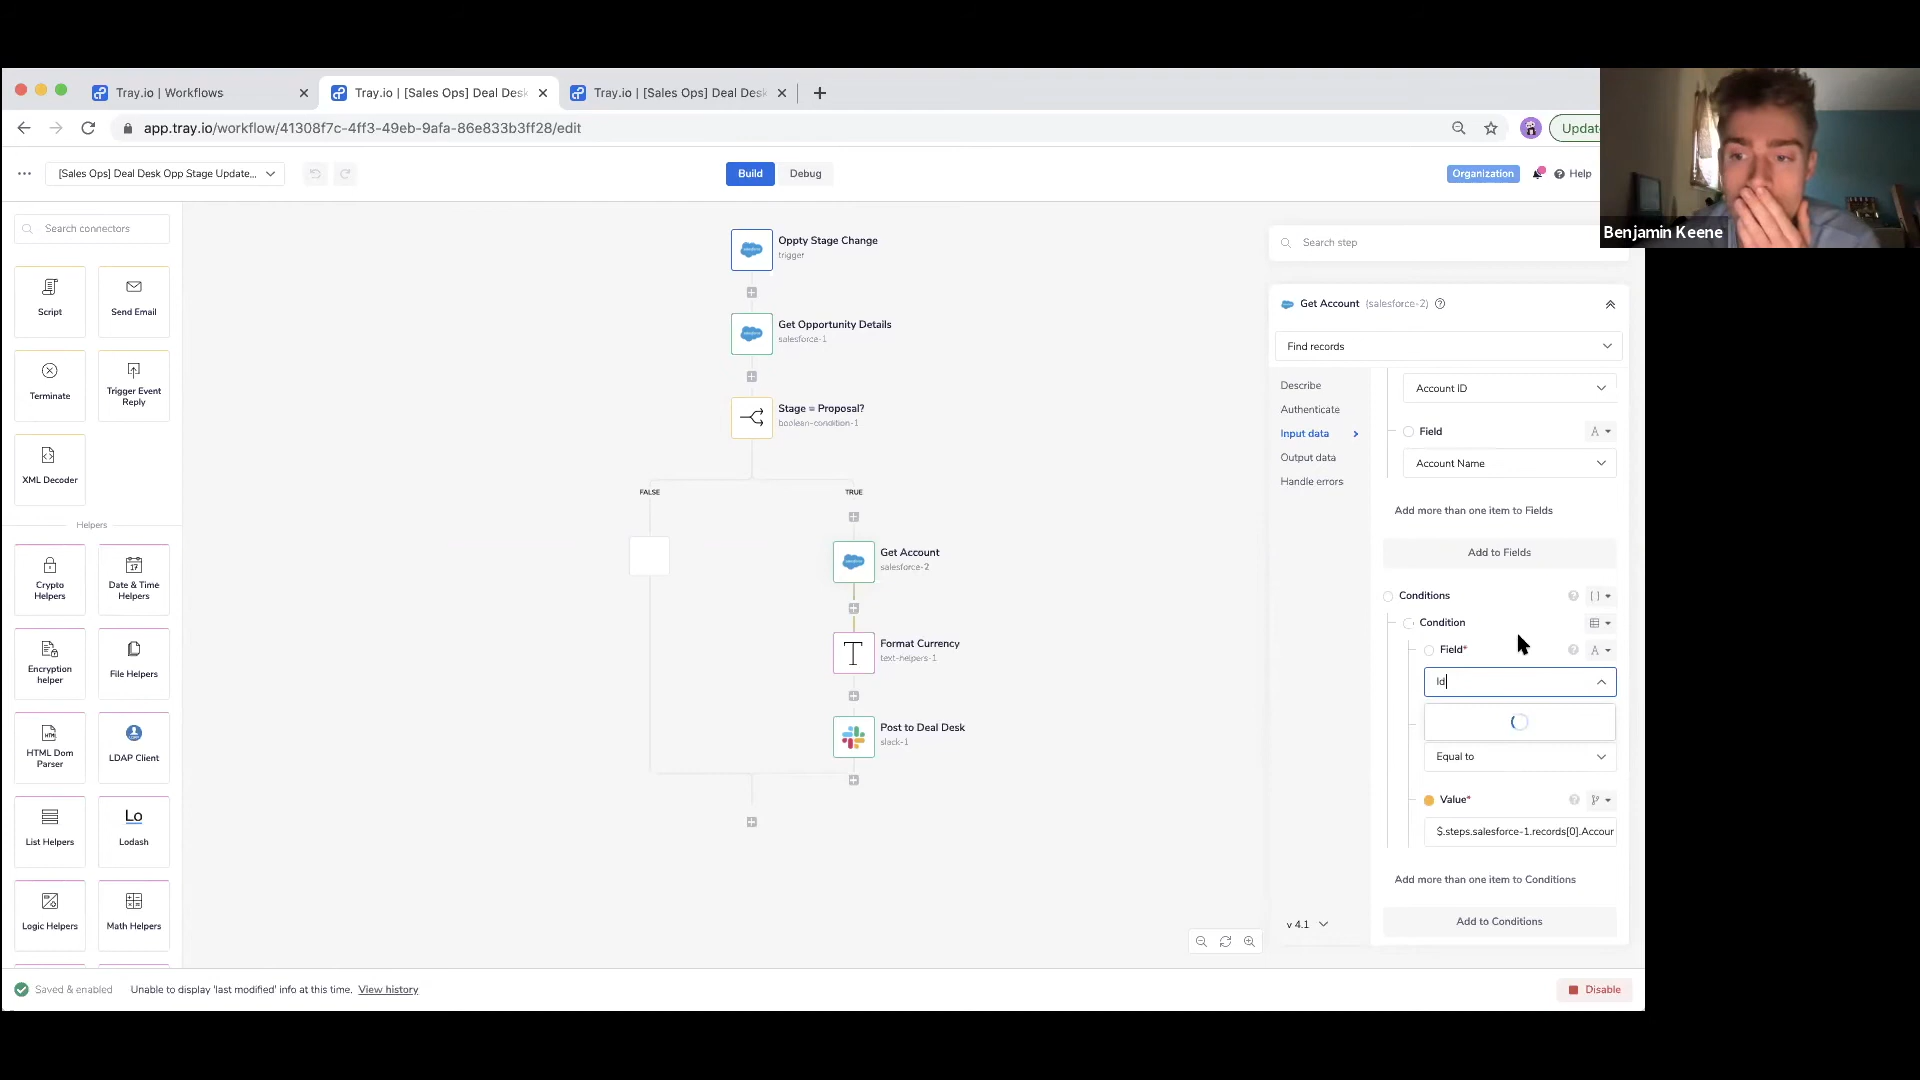 Tray.io | Workflows
Tray.io | [Sales Ops] Deal Desk
Tray.io | [Sales Ops] Deal Desk
app.tray.io/workflow/41308f7c-4ff3-49eb-9afa-86e833b3ff28/edit
Update
[Sales Ops] Deal Desk Opp Stage Update...
Build
Debug
Organization
Help
Benjamin Keene
Search connectors
Script
Send Email
Terminate
Trigger Event
Reply
XML Decoder
Helpers
Crypto
Helpers
17
Date & Time
Helpers
Encryption
helper
File Helpers
HTML Dom
Parser
LDAP Client
List Helpers
Lo
Lodash
Logic Helpers
Math Helpers
Oppty Stage Change
trigger
Get Opportunity Details
salesforce-1
Stage = Proposal?
boolean-condition-1
FALSE
TRUE
Get Account
salesforce-2
T
Format Currency
text-helpers-1
Post to Deal Desk
slack-1
Search step
Get Account (salesforce-2)
Find records
Describe
Authenticate
Input data
Output data
Handle errors
v 4.1
Account ID
Field
A
Account Name
Add more than one item to Fields
Add to Fields
Conditions
[ ]
Condition
Field*
A
Id
Equal to
Value*
$.steps.salesforce-1.records[0].Accour
Add more than one item to Conditions
Add to Conditions
Saved & enabled
Unable to display 'last modified' info at this time. View history
Disable